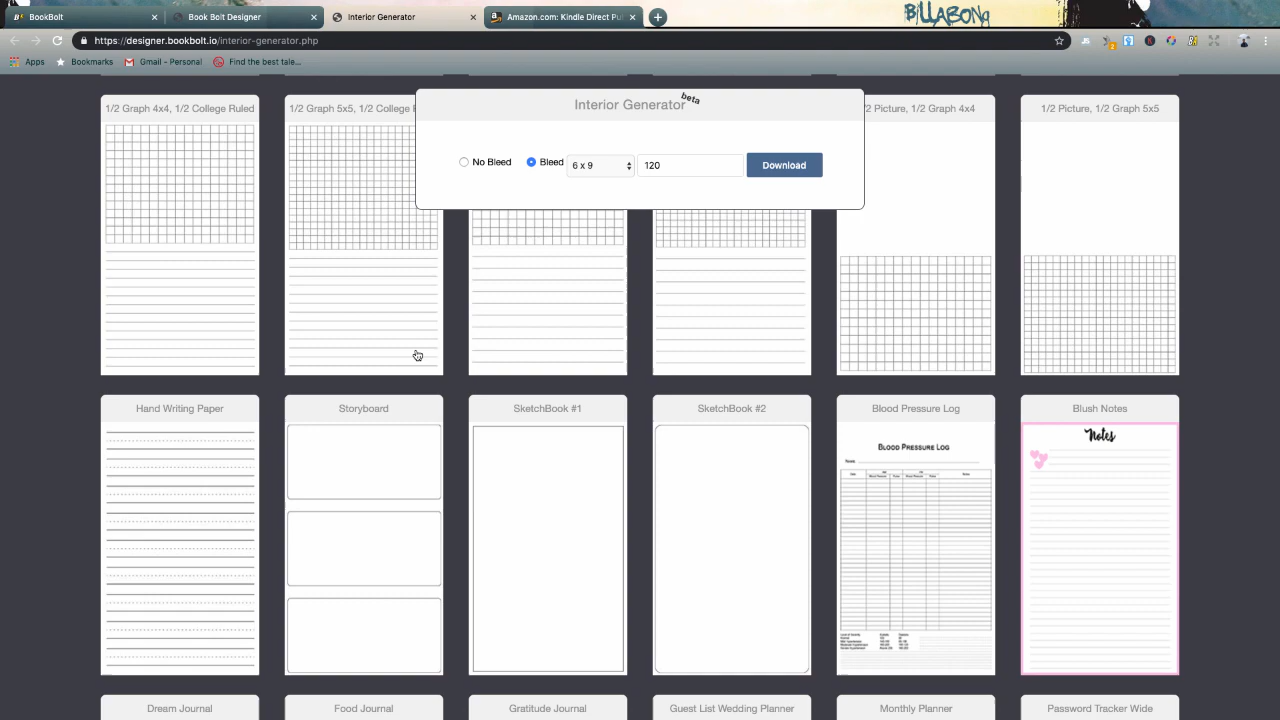 BILLABONG
BookBolt
Book Bolt Designer
Interior Generator
Amazon.com: Kindle Direct Pu
https://designer.bookbolt.io/interior-generator.php
Apps
Bookmarks
Gmail - Personal
Find the best tale...
1/2 Graph 4x4, 1/2 College Ruled
1/2 Graph 5x5, 1/2 College
/2 Picture, 1/2 Graph 4x4
1/2 Picture, 1/2 Graph 5x5
Interior Generator beta
No Bleed
Bleed
6 x 9
120
Download
Hand Writing Paper
Storyboard
SketchBook #1
SketchBook #2
Blood Pressure Log
Blush Notes
BLOOD PRESSURE LOG
Notes
Dream Journal
Food Journal
Gratitude Journal
Guest List Wedding Planner
Monthly Planner
Password Tracker Wide